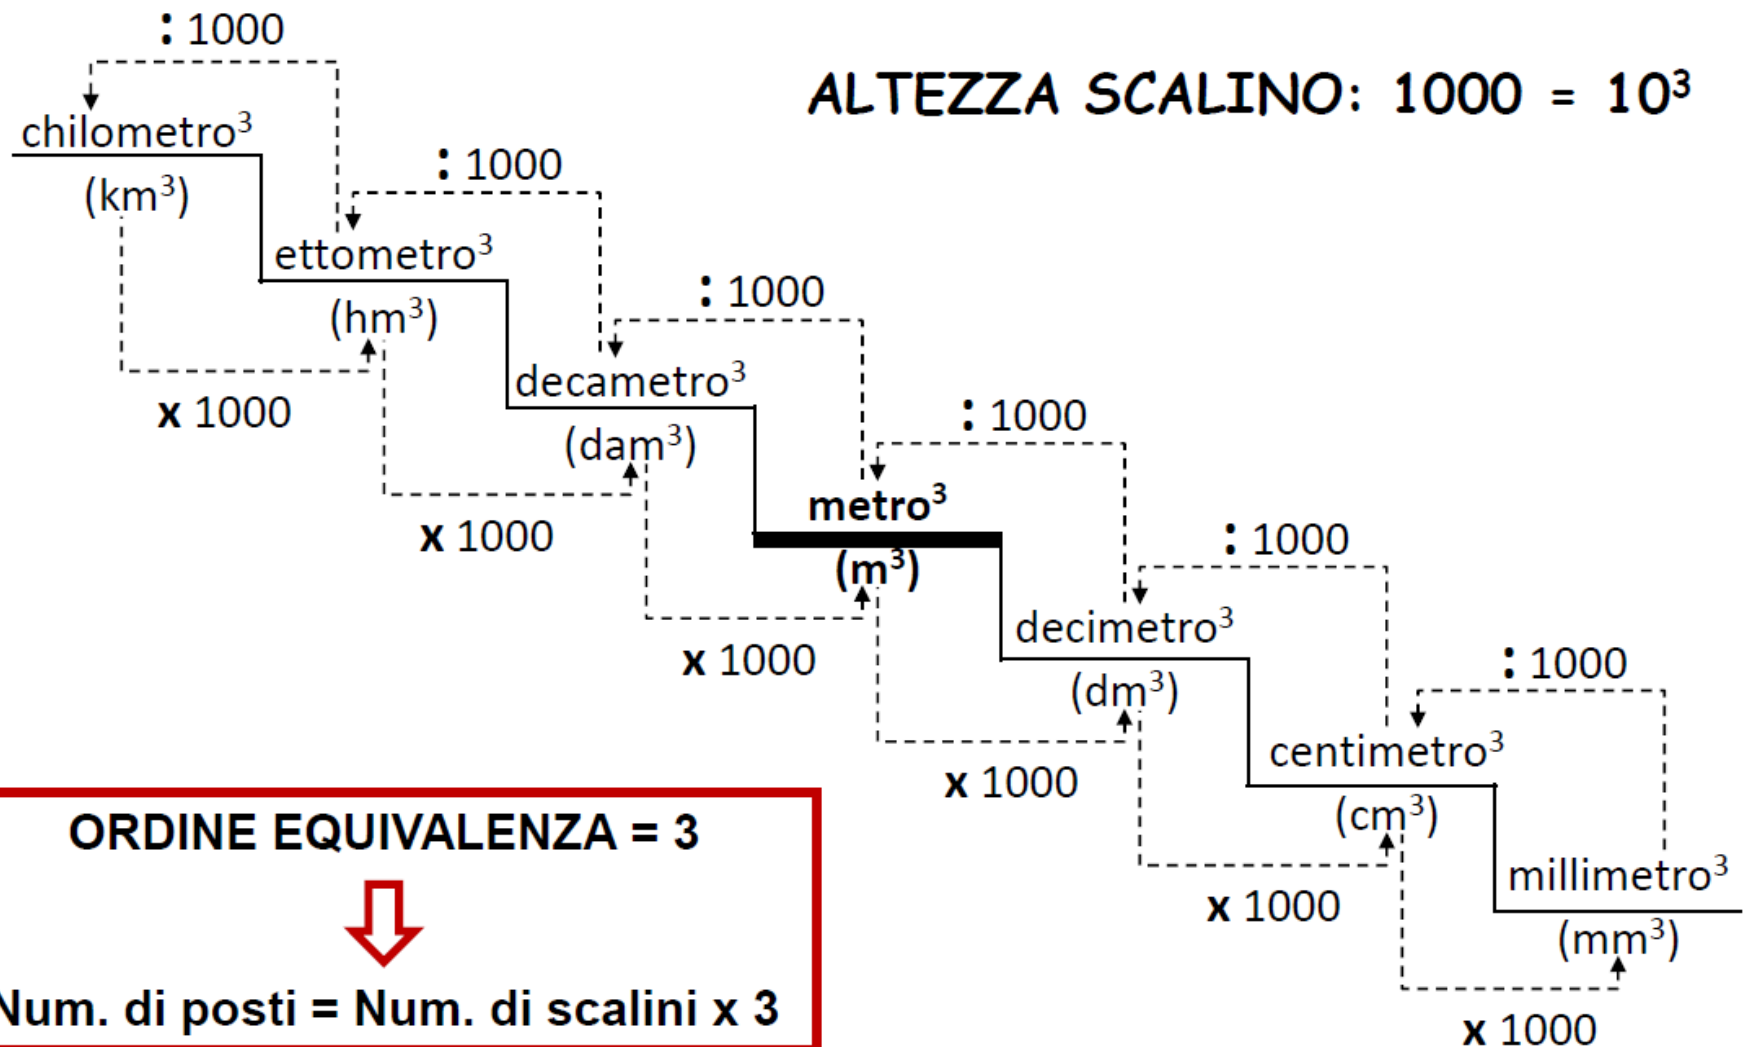 : 1000
ALTEZZA SCALINO: 1000 = 10³
chilometro³
(km³)
: 1000
ettometro³
(hm³)
x 1000
: 1000
decametro³
(dam³)
x 1000
: 1000
metro³
(m³)
x 1000
: 1000
decimetro³
(dm³)
x 1000
: 1000
centimetro³
(cm³)
x 1000
millimetro³
(mm³)
x 1000
ORDINE EQUIVALENZA = 3
Num. di posti = Num. di scalini x 3